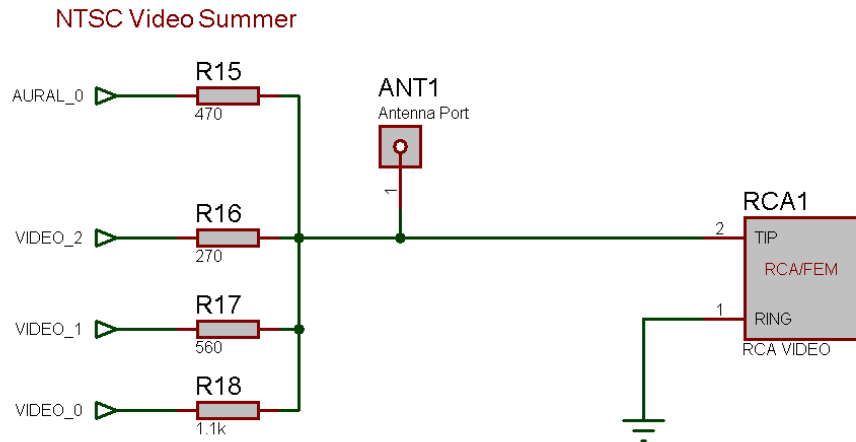 NTSC Video Summer
R15
AURAL_0
470
ANT1
Antenna Port
1
R16
VIDEO_2
270
R17
VIDEO_1
560
R18
VIDEO_0
1.1k
RCA1
2
TIP
RCA/FEM
1
RING
RCA VIDEO